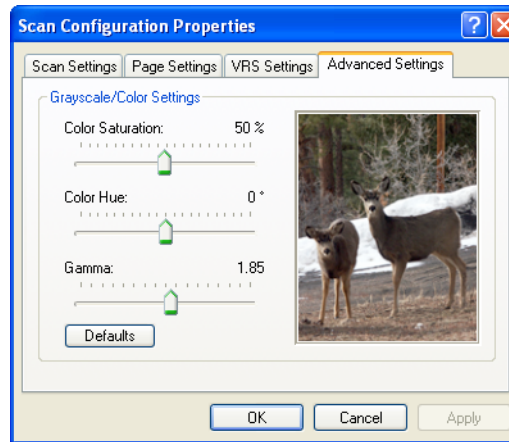 Scan Configuration Properties
Scan Settings Page Settings VRS Settings Advanced Settings
Grayscale/Color Settings
Color Saturation: 50 %
Color Hue: 0 °
Gamma: 1.85
Defaults
OK Cancel Apply